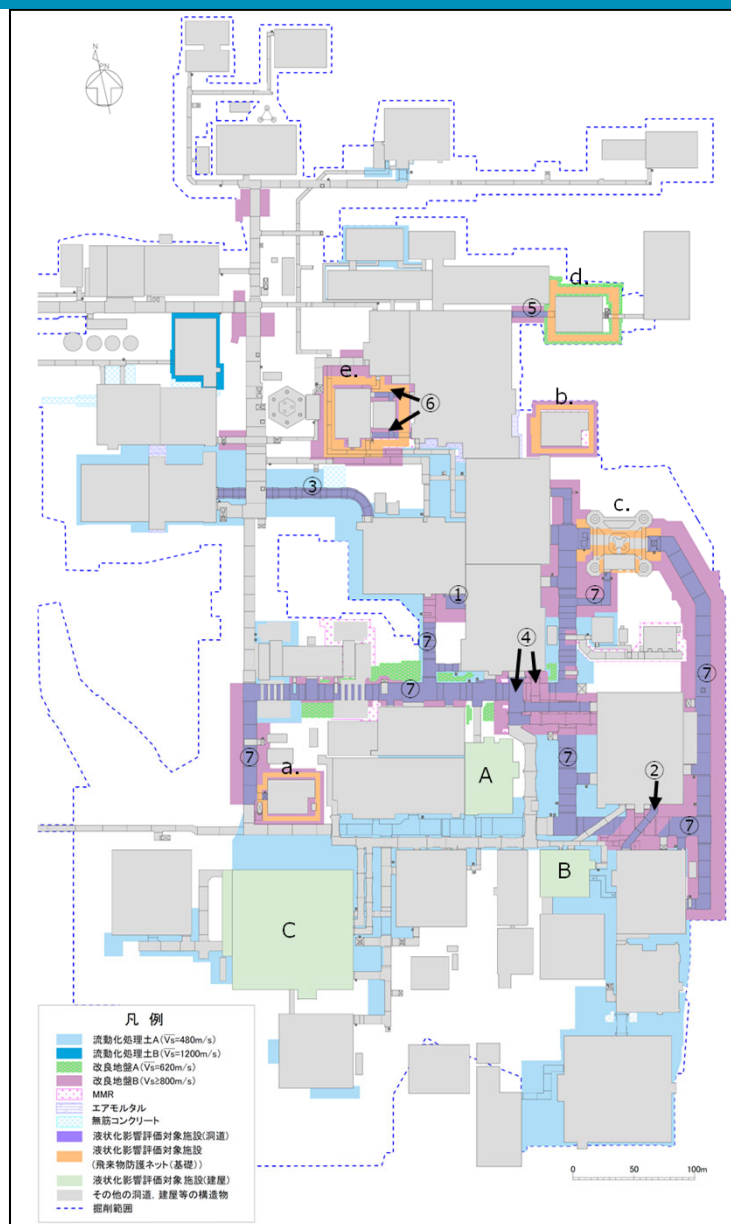 N
PN
d.
⑤
e.
⑥
b.
③
c.
①
⑦
⑦
④
⑦
⑦
⑦
⑦
a.
A
⑦
②
⑦
B
C
凡 例
流動化処理土A(V̅s=480m/s)
流動化処理土B(V̅s=1200m/s)
改良地盤A(V̅s=620m/s)
改良地盤B(Vs≥800m/s)
MMR
エアモルタル
無筋コンクリート
液状化影響評価対象施設(洞道)
液状化影響評価対象施設
(飛来物防護ネット(基礎))
液状化影響評価対象施設(建屋)
その他の洞道, 建屋等の構造物
掘削範囲
0 50 100m